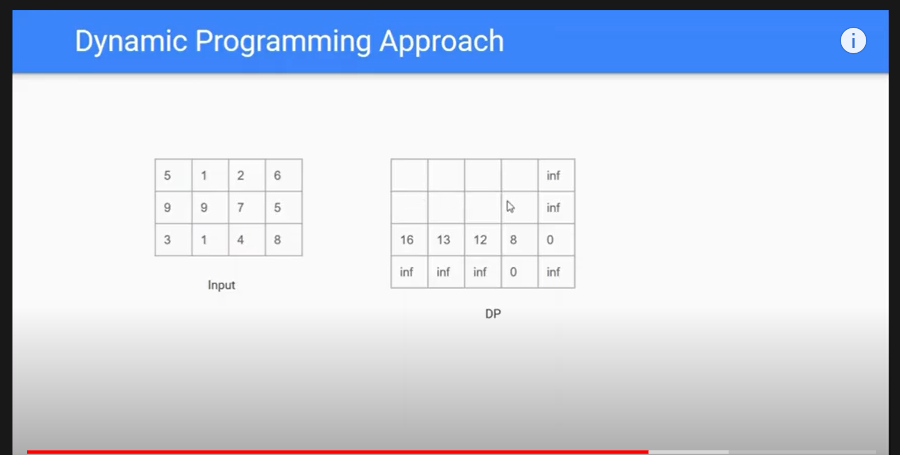 Dynamic Programming Approach
i
5 1 2 6
9 9 7 5
3 1 4 8
Input
inf
inf
16 13 12 8 0
inf inf inf 0 inf
DP